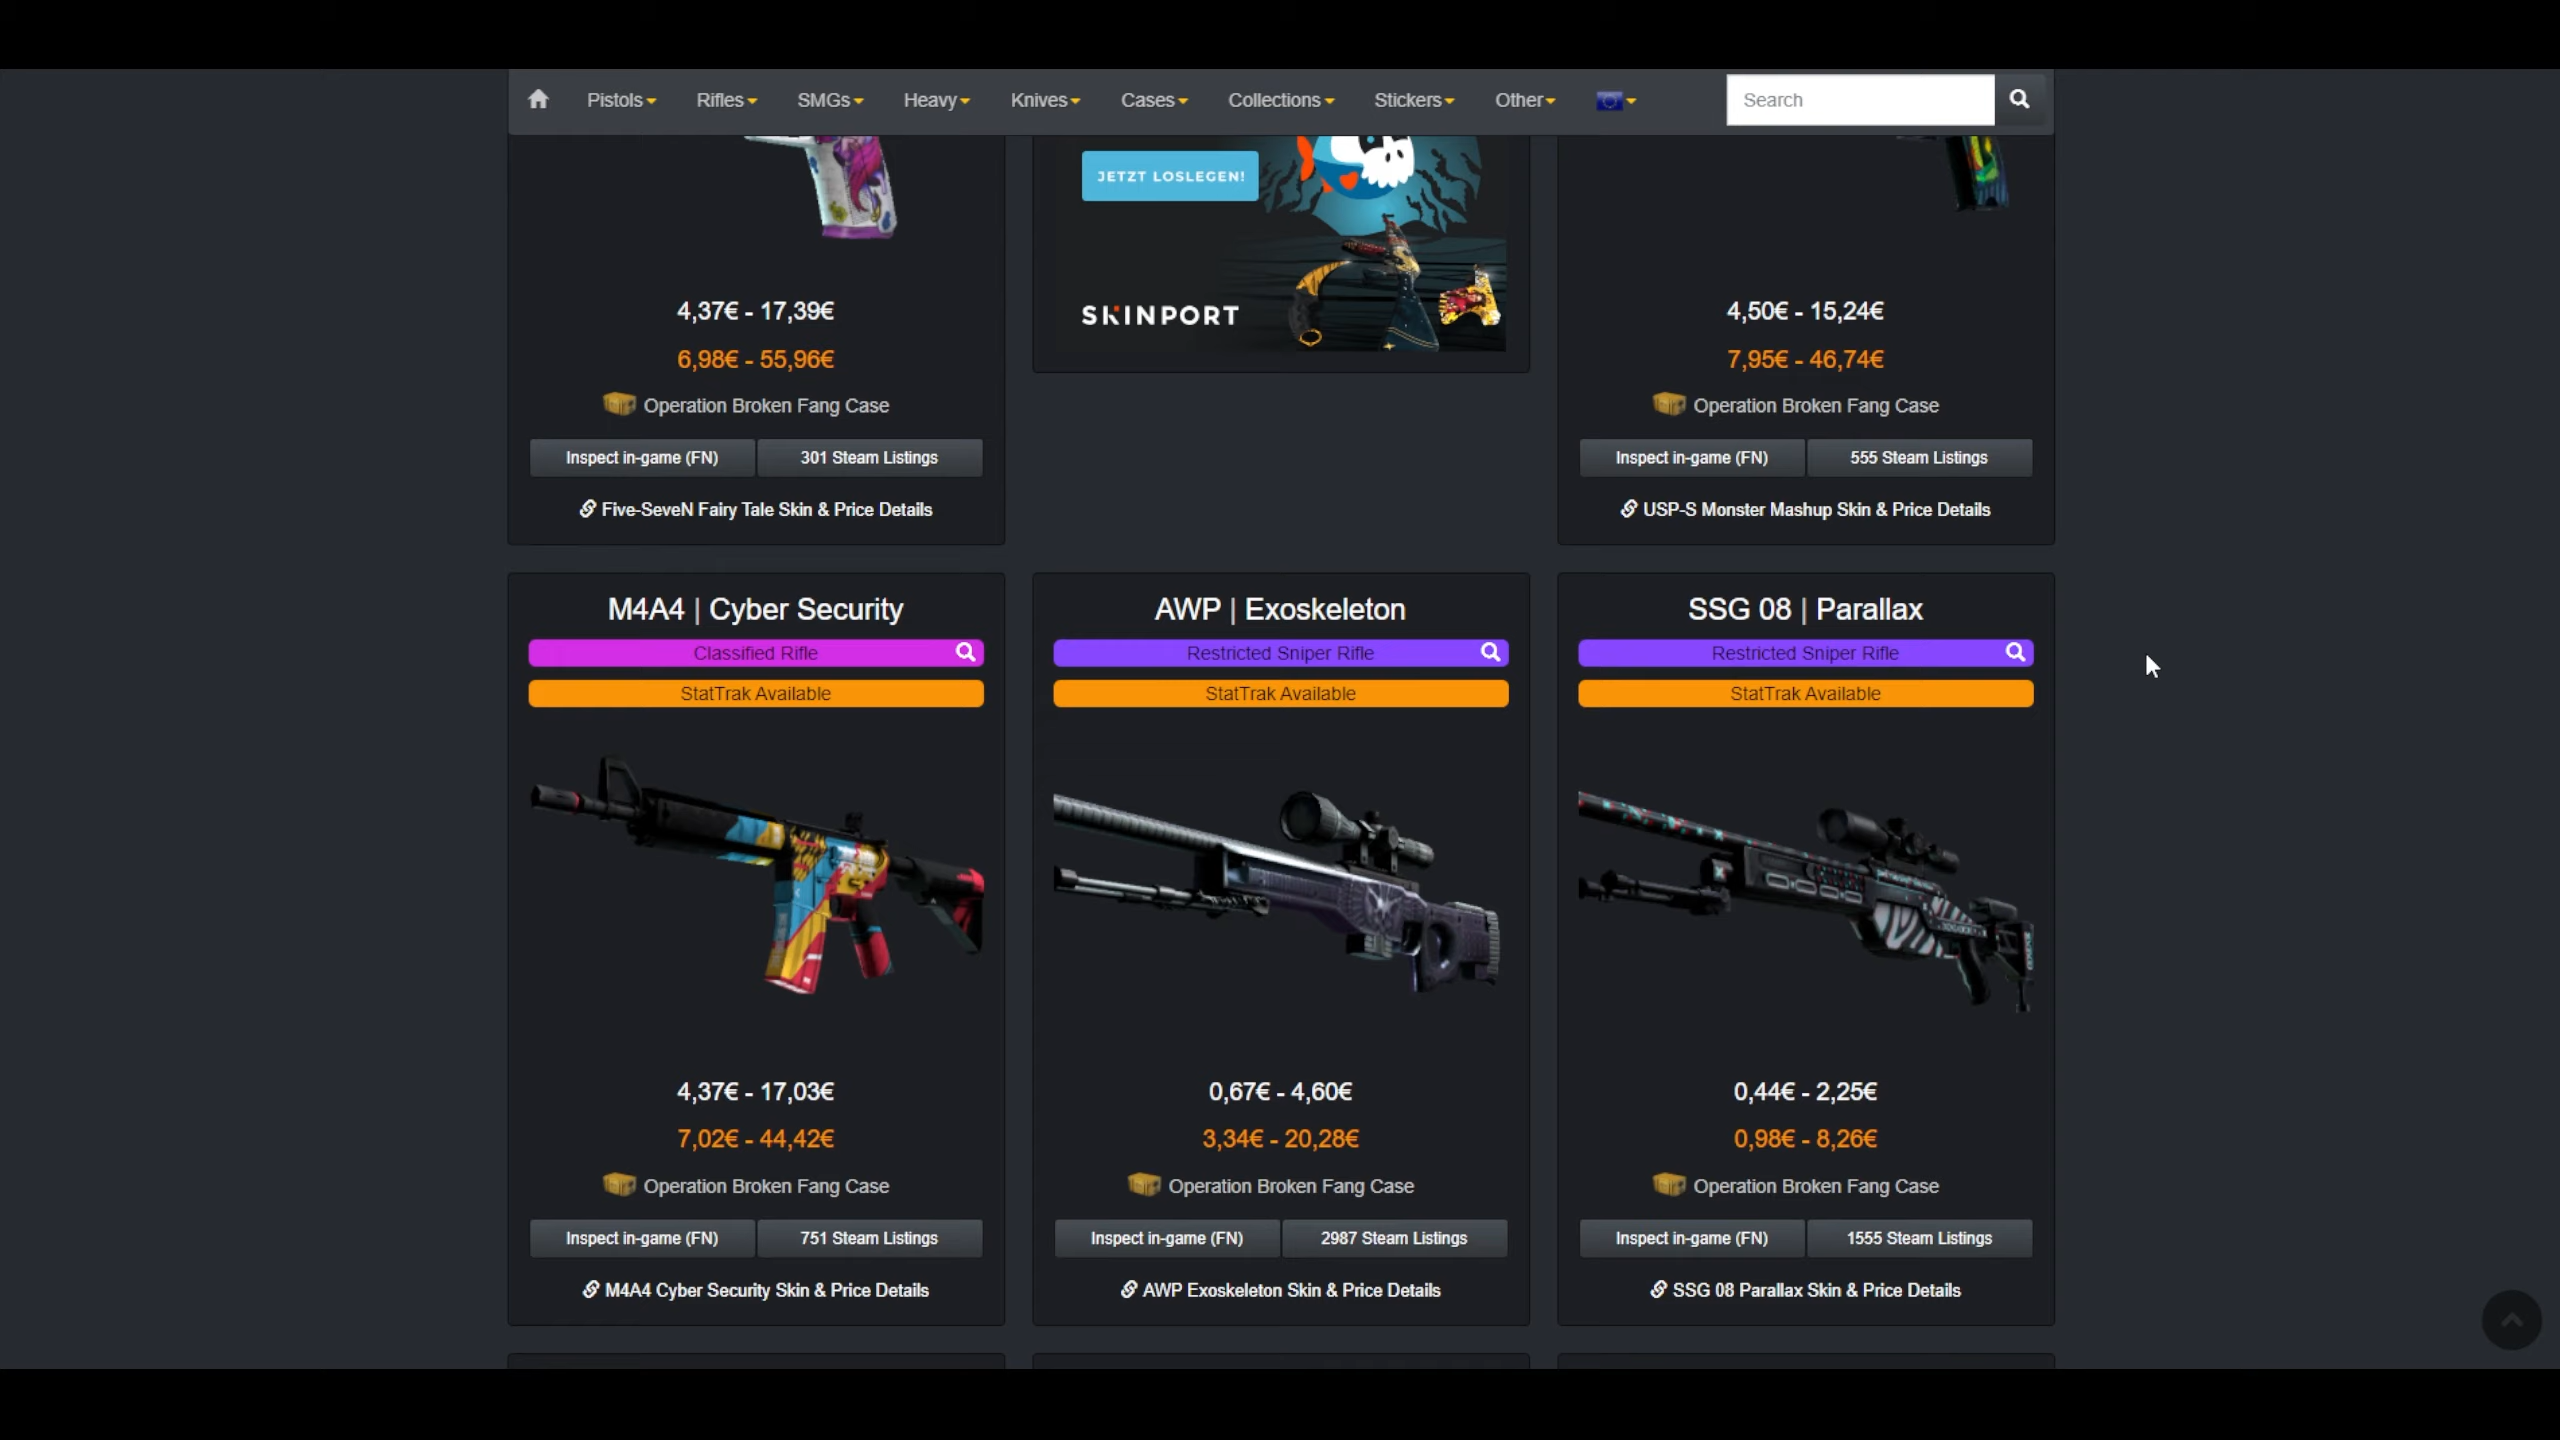 Pistols Rifles SMGs Heavy Knives Cases Collections Stickers Other Search
JETZT LOSLEGEN!
SKINPORT
4,37€ - 17,39€
6,98€ - 55,96€
Operation Broken Fang Case
Inspect in-game (FN) 301 Steam Listings
Five-SeveN Fairy Tale Skin & Price Details
4,50€ - 15,24€
7,95€ - 46,74€
Operation Broken Fang Case
Inspect in-game (FN) 555 Steam Listings
USP-S Monster Mashup Skin & Price Details
M4A4 | Cyber Security
Classified Rifle
StatTrak Available
4,37€ - 17,03€
7,02€ - 44,42€
Operation Broken Fang Case
Inspect in-game (FN) 751 Steam Listings
M4A4 Cyber Security Skin & Price Details
AWP | Exoskeleton
Restricted Sniper Rifle
StatTrak Available
0,67€ - 4,60€
3,34€ - 20,28€
Operation Broken Fang Case
Inspect in-game (FN) 2987 Steam Listings
AWP Exoskeleton Skin & Price Details
SSG 08 | Parallax
Restricted Sniper Rifle
StatTrak Available
0,44€ - 2,25€
0,98€ - 8,26€
Operation Broken Fang Case
Inspect in-game (FN) 1555 Steam Listings
SSG 08 Parallax Skin & Price Details